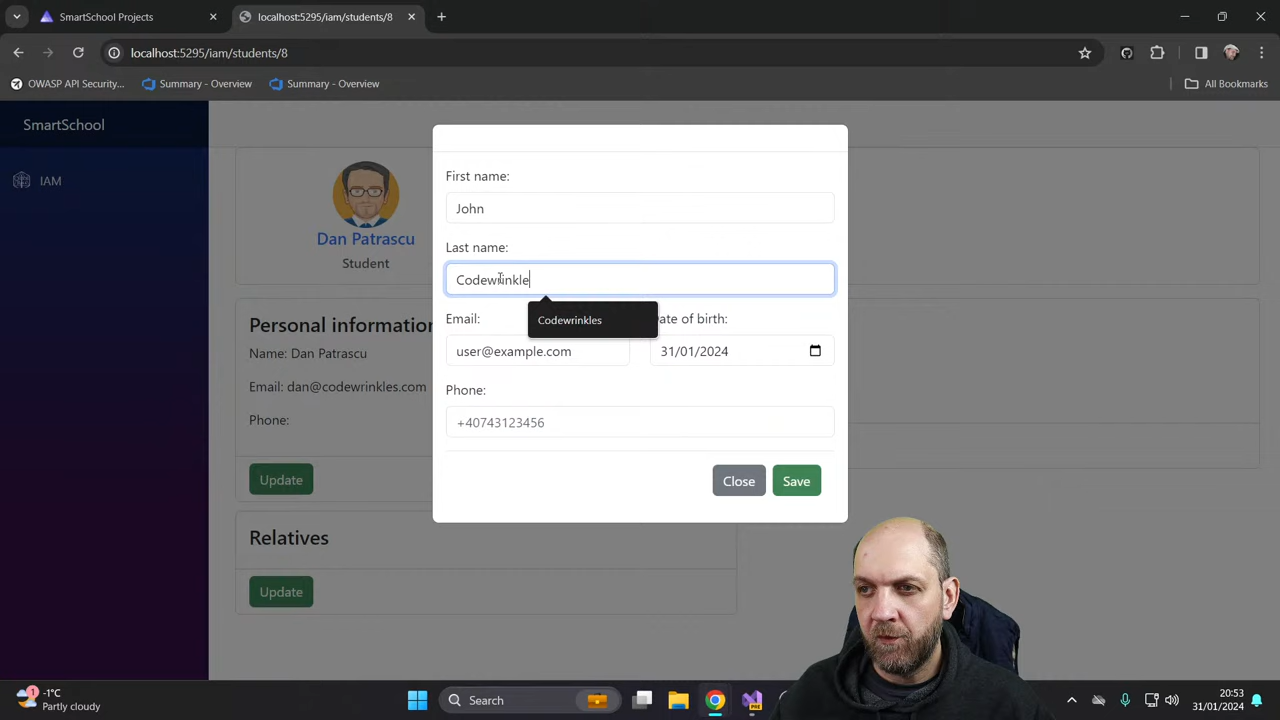 SmartSchool Projects
localhost:5295/iam/students/8
localhost:5295/iam/students/8
OWASP API Security...
Summary - Overview
Summary - Overview
All Bookmarks
SmartSchool
IAM
Dan Patrascu
Student
Personal information
Name: Dan Patrascu
Email: dan@codewrinkles.com
Phone:
Update
Relatives
Update
First name:
John
Last name:
Codewrinkle
Codewrinkles
Email:
ate of birth:
user@example.com
31/01/2024
Phone:
+40743123456
Close
Save
1
-1°C
Partly cloudy
Search
PRE
20:53
31/01/2024